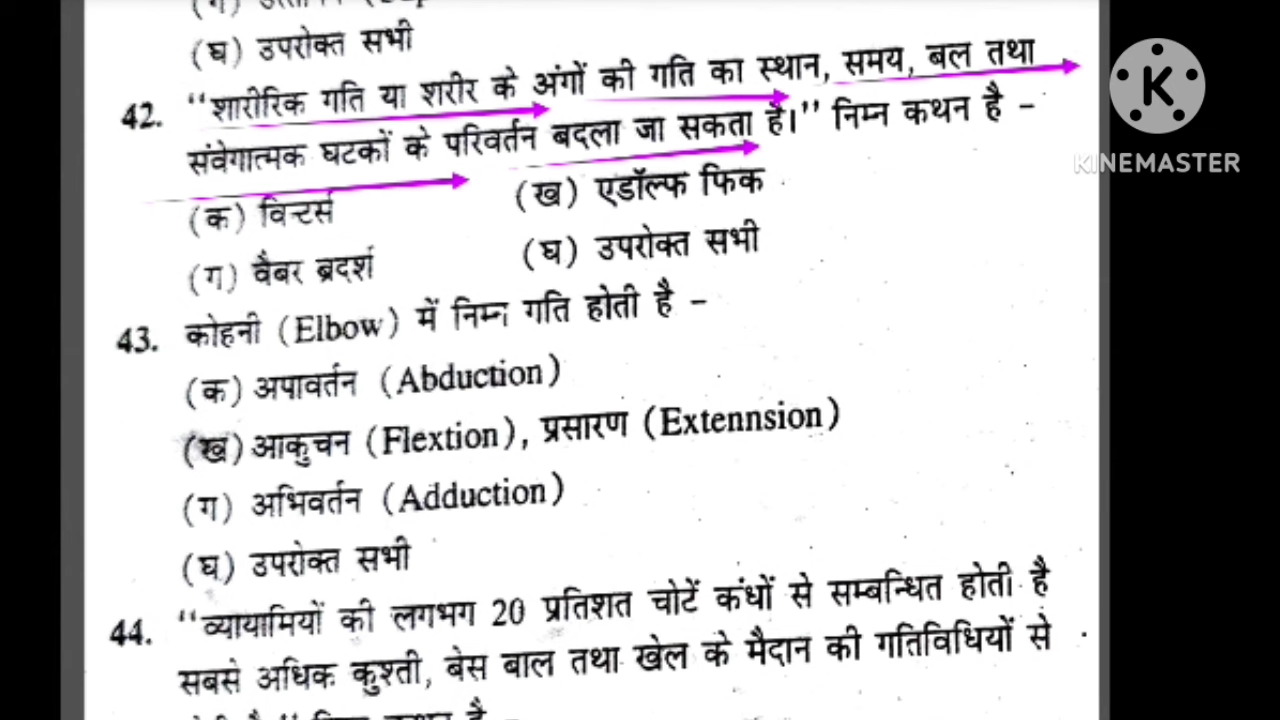 (घ) उपरोक्त सभी
42. “शारीरिक गति या शरीर के अंगों की गति का स्थान, समय, बल तथा
संवेगात्मक घटकों के परिवर्तन बदला जा सकता है।” निम्न कथन है –
(क) विन्टर्स (ख) एडॉल्फ फिक
(ग) वैबर ब्रदर्श (घ) उपरोक्त सभी
43. कोहनी (Elbow) में निम्न गति होती है –
(क) अपावर्तन (Abduction)
(ख) आकुचन (Flextion), प्रसारण (Extennsion)
(ग) अभिवर्तन (Adduction)
(घ) उपरोक्त सभी
44. “व्यायामियों की लगभग 20 प्रतिशत चोटें कंधों से सम्बन्धित होती है
सबसे अधिक कुश्ती, बेस बाल तथा खेल के मैदान की गतिविधियों से
K
KINEMASTER